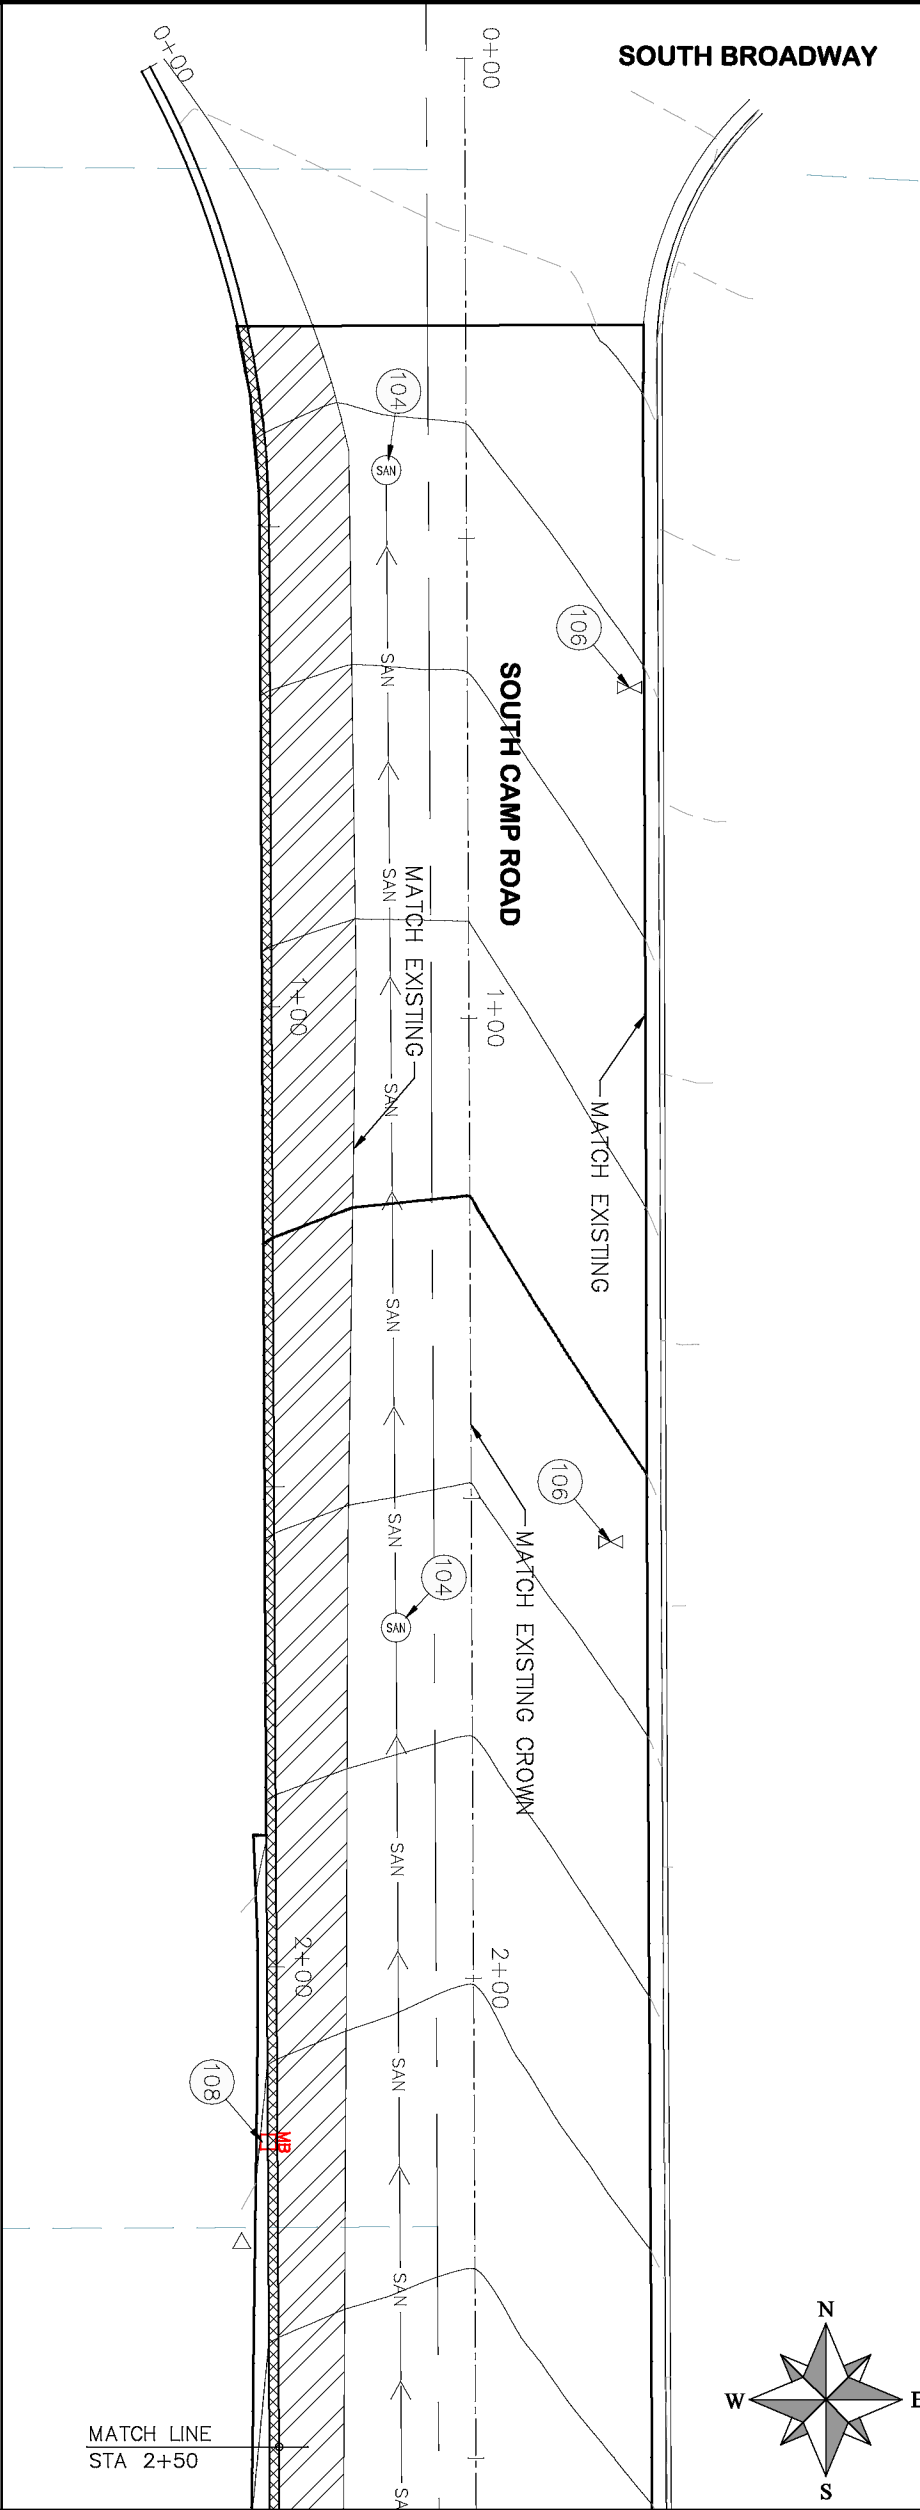 SOUTH BROADWAY
0+00
0+00
104
SAN
106
SAN
SOUTH CAMP ROAD
SAN
MATCH EXISTING
1+00
1+00
SAN
MATCH EXISTING
SAN
106
SAN
104
SAN
MATCH EXISTING CROWN
SAN
2+00
2+00
SAN
108
MB
SAN
N
W
E
S
MATCH LINE
STA 2+50
SA